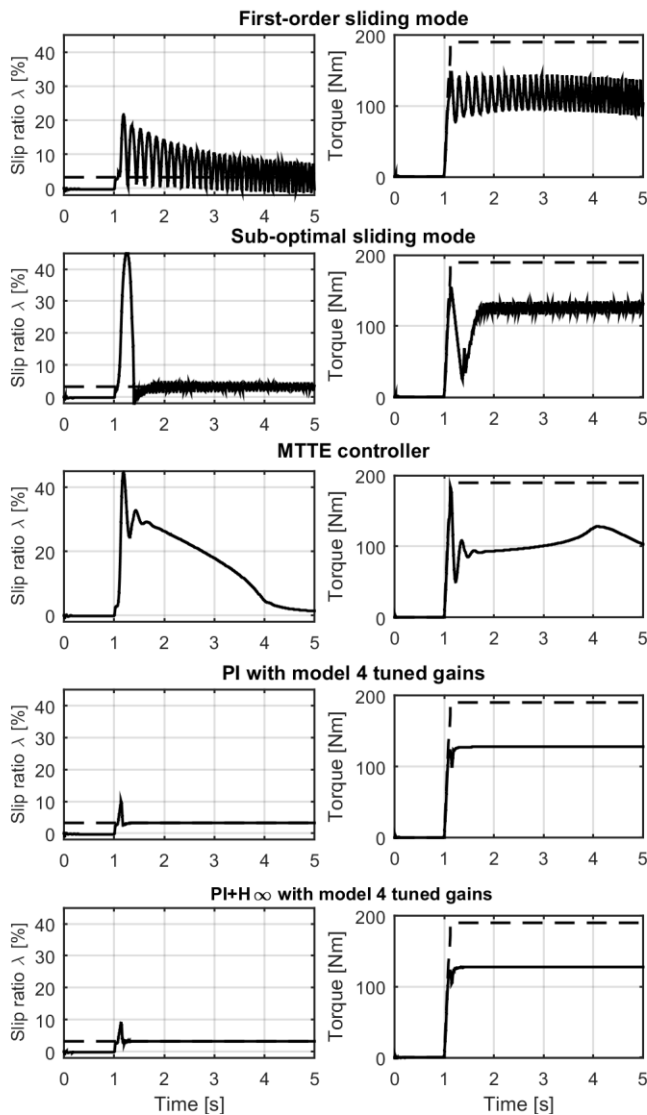 First-order sliding mode
Slip ratio λ [%]
40
30
20
10
0
0 1 2 3 4 5
Torque [Nm]
200
100
0
0 1 2 3 4 5
Sub-optimal sliding mode
Slip ratio λ [%]
40
30
20
10
0
0 1 2 3 4 5
Torque [Nm]
200
100
0
0 1 2 3 4 5
MTTE controller
Slip ratio λ [%]
40
20
0
0 1 2 3 4 5
Torque [Nm]
200
100
0
0 1 2 3 4 5
PI with model 4 tuned gains
Slip ratio λ [%]
40
30
20
10
0
0 1 2 3 4 5
Torque [Nm]
200
100
0
0 1 2 3 4 5
PI+H∞ with model 4 tuned gains
Slip ratio λ [%]
40
30
20
10
0
0 1 2 3 4 5
Time [s]
Torque [Nm]
200
100
0
0 1 2 3 4 5
Time [s]